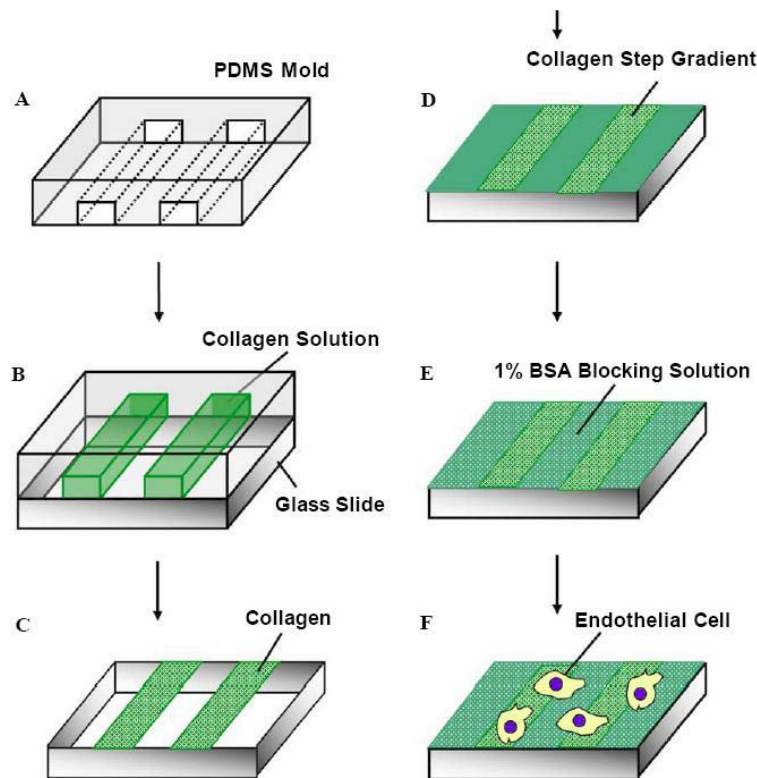 PDMS Mold
A
Collagen Solution
B
Glass Slide
Collagen
C
Collagen Step Gradient
D
1% BSA Blocking Solution
E
Endothelial Cell
F